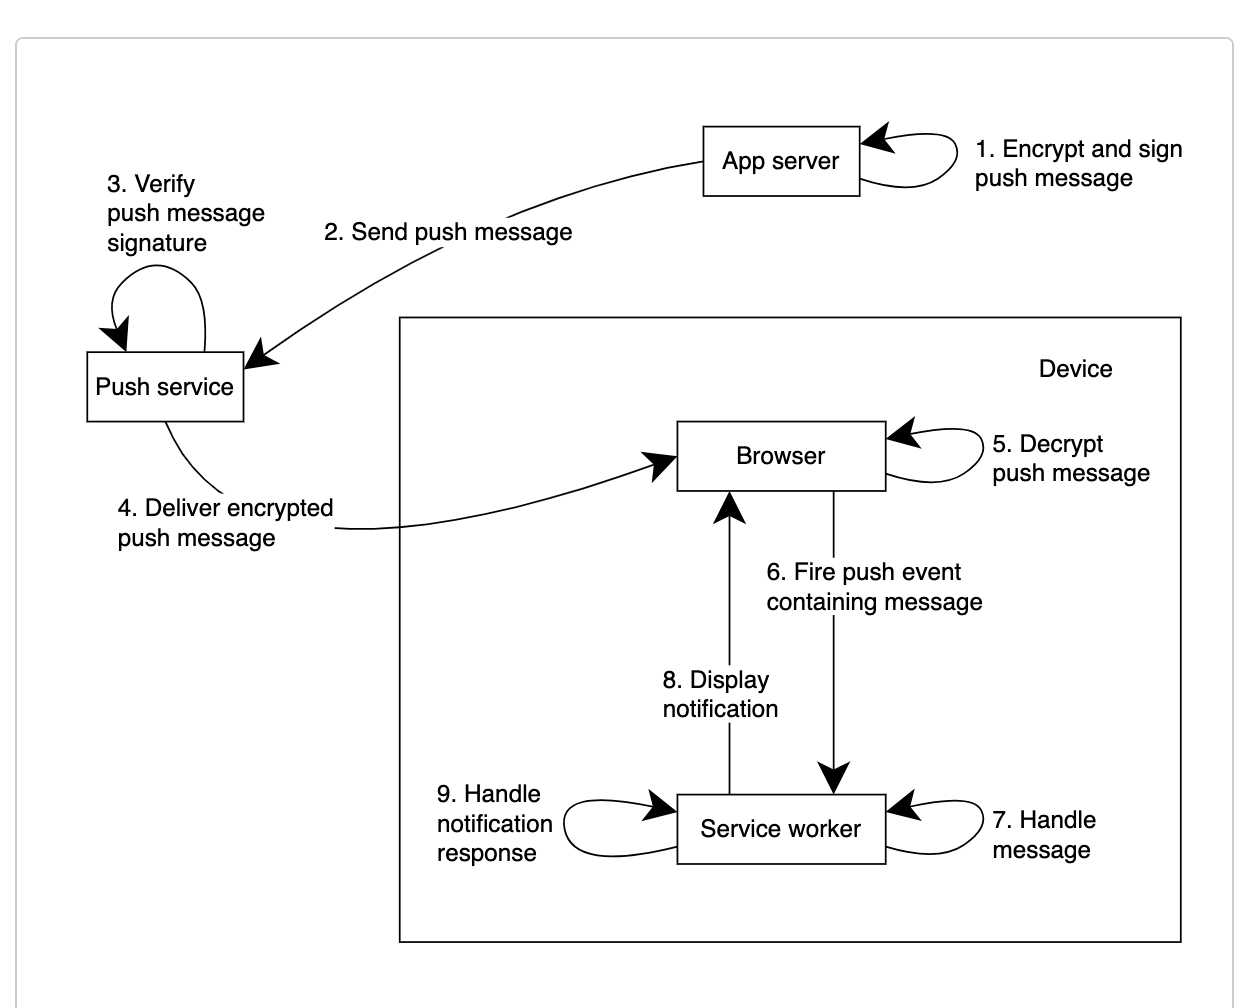 App server
1. Encrypt and sign
push message
3. Verify
push message
signature
2. Send push message
Push service
Device
Browser
5. Decrypt
push message
4. Deliver encrypted
push message
6. Fire push event
containing message
8. Display
notification
9. Handle
notification
response
Service worker
7. Handle
message